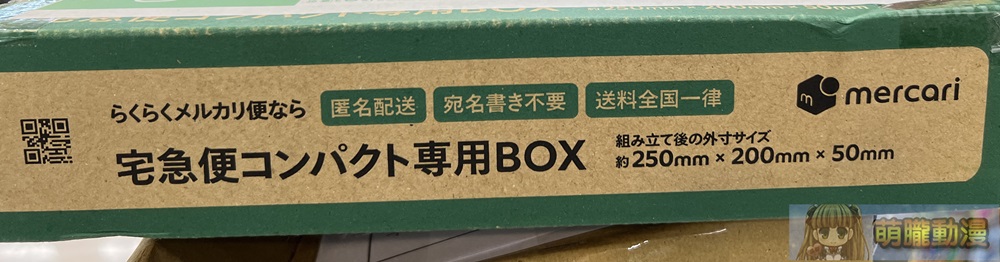 らくらくメルカリ便なら 匿名配送 宛名書き不要 送料全国一律
mercari
宅急便コンパクト専用BOX
組み立て後の外寸サイズ
約250mm×200mm×50mm
萌朧動漫